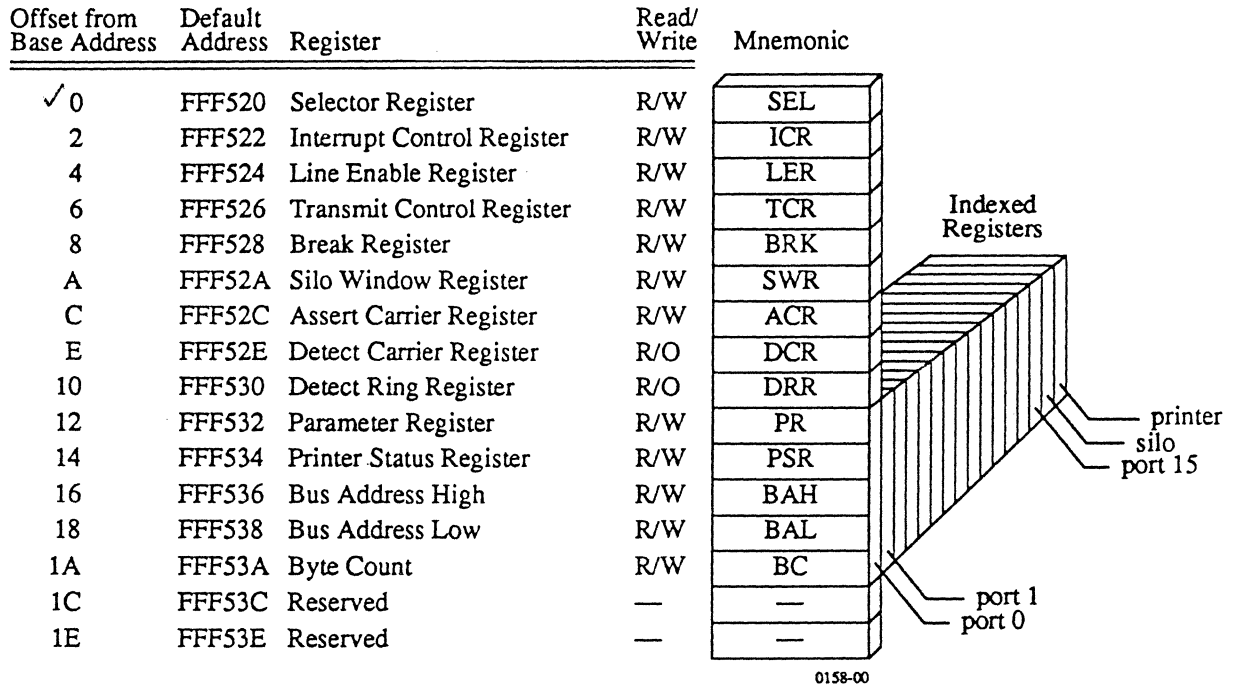 Offset from Base Address Default Address Register Read/ Write Mnemonic
✓ 0 FFF520 Selector Register R/W SEL
2 FFF522 Interrupt Control Register R/W ICR
4 FFF524 Line Enable Register R/W LER
6 FFF526 Transmit Control Register R/W TCR
8 FFF528 Break Register R/W BRK
A FFF52A Silo Window Register R/W SWR
C FFF52C Assert Carrier Register R/W ACR
E FFF52E Detect Carrier Register R/O DCR
10 FFF530 Detect Ring Register R/O DRR
12 FFF532 Parameter Register R/W PR
14 FFF534 Printer Status Register R/W PSR
16 FFF536 Bus Address High R/W BAH
18 FFF538 Bus Address Low R/W BAL
1A FFF53A Byte Count R/W BC
1C FFF53C Reserved — —
1E FFF53E Reserved — —
Indexed
Registers
printer
silo
port 15
port 1
port 0
0158-00